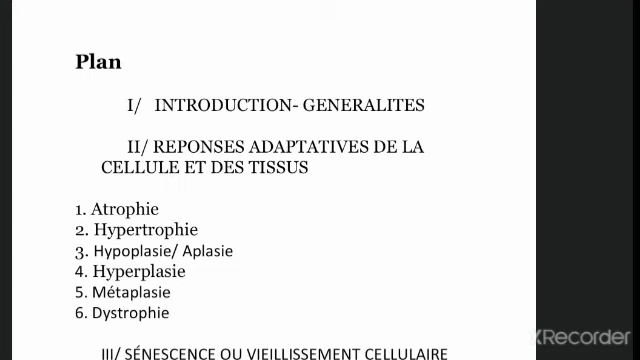 Plan
I/ INTRODUCTION- GENERALITES
II/ REPONSES ADAPTATIVES DE LA
CELLULE ET DES TISSUS
1. Atrophie
2. Hypertrophie
3. Hypoplasie/ Aplasie
4. Hyperplasie
5. Métaplasie
6. Dystrophie
III/ SÉNESCENCE OU VIEILLISSEMENT CELLULAIRE
XRecorder